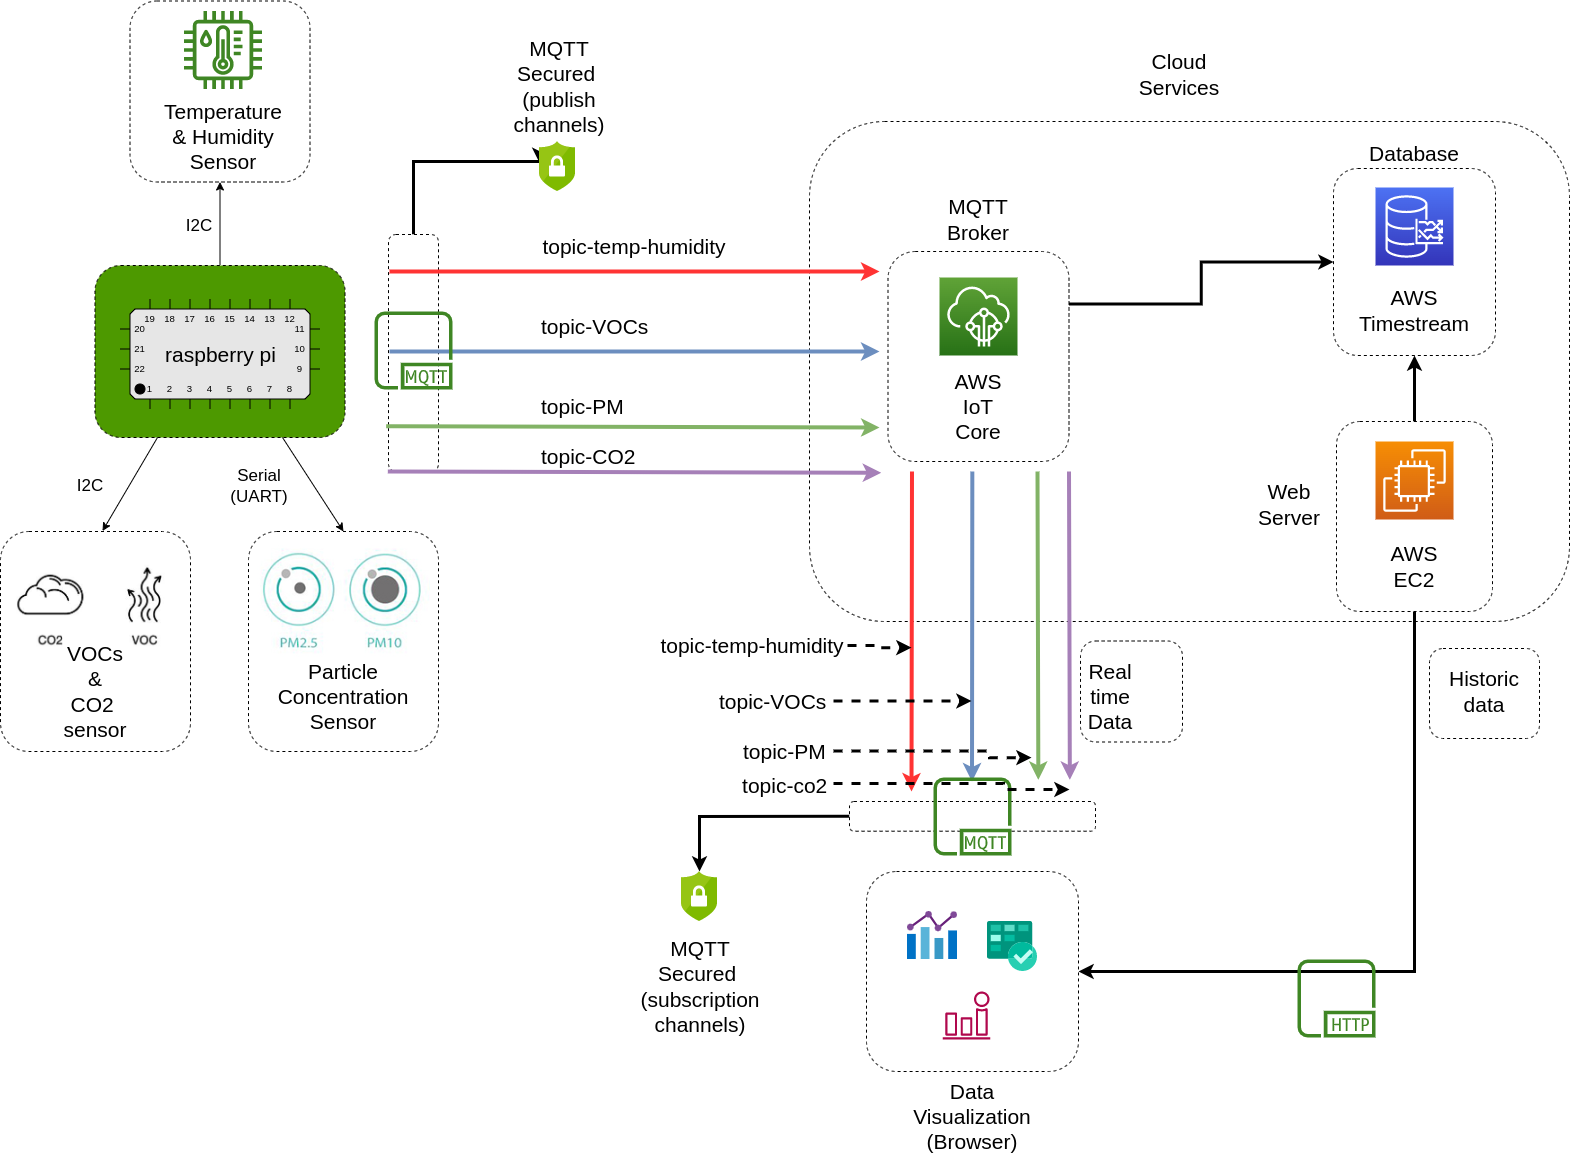 Temperature
& Humidity
Sensor
I2C
19 18 17 16 15 14 13 12
20
21
22
11
10
9
raspberry pi
1 2 3 4 5 6 7 8
I2C
Serial
(UART)
CO2
VOC
VOCs
&
CO2
sensor
PM2.5
PM10
Particle
Concentration
Sensor
MQTT
Secured
(publish
channels)
topic-temp-humidity
topic-VOCs
MQTT
topic-PM
topic-CO2
Cloud
Services
MQTT
Broker
AWS
IoT
Core
Database
AWS
Timestream
Web
Server
AWS
EC2
topic-temp-humidity
topic-VOCs
topic-PM
topic-co2
Real
time
Data
Historic
data
MQTT
MQTT
Secured
(subscription
channels)
HTTP
Data
Visualization
(Browser)